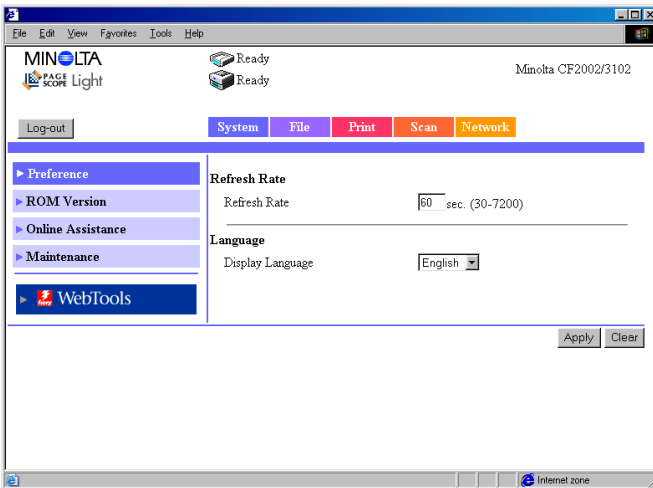 File Edit View Favorites Tools Help
MINOLTA
PAGE SCOPE Light
Ready
Ready
Minolta CF2002/3102
Log-out
System File Print Scan Network
Preference
ROM Version
Online Assistance
Maintenance
fiery WebTools
Refresh Rate
Refresh Rate 60 sec. (30-7200)
Language
Display Language English
Apply Clear
Internet zone